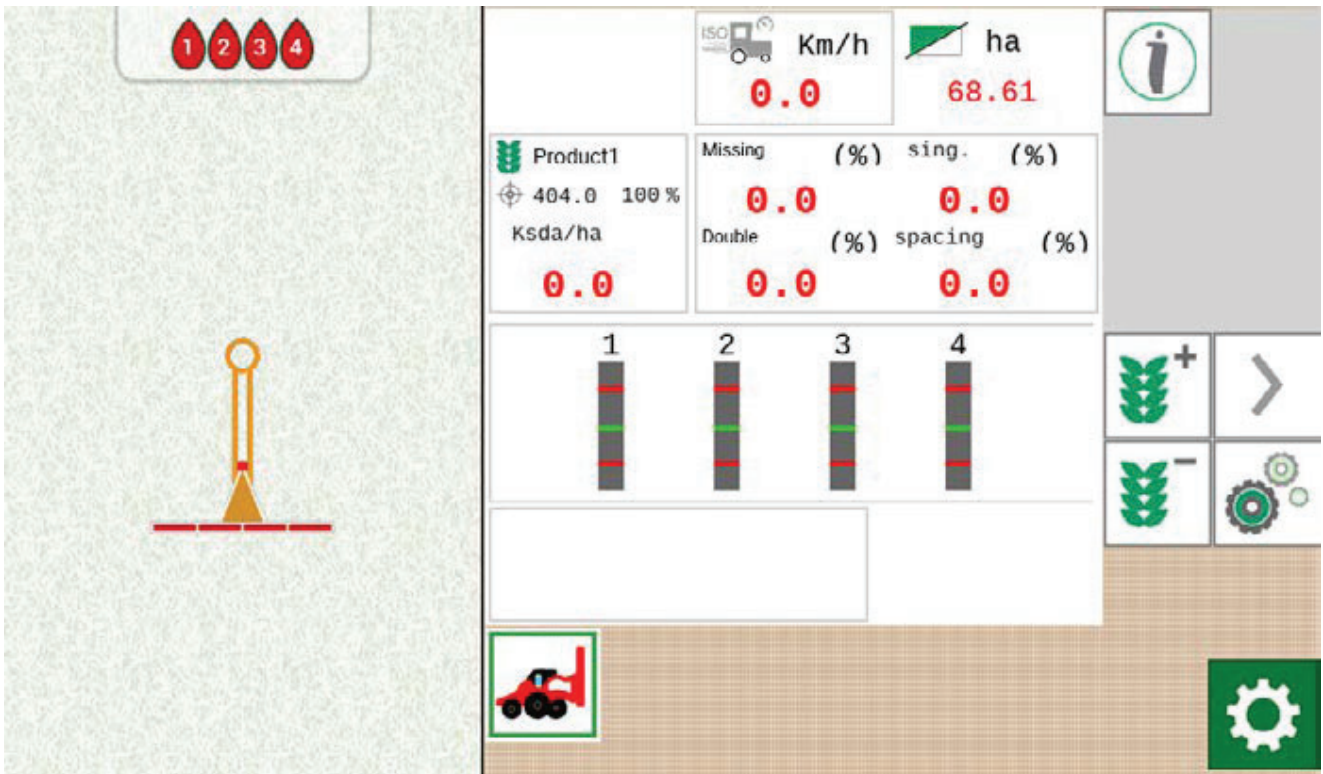 1 2 3 4
ISO Km/h ha
0.0 68.61
Product1
404.0 100 %
Ksda/ha
0.0
Missing (%) sing. (%)
0.0 0.0
Double (%) spacing (%)
0.0 0.0
1 2 3 4
i
+
-